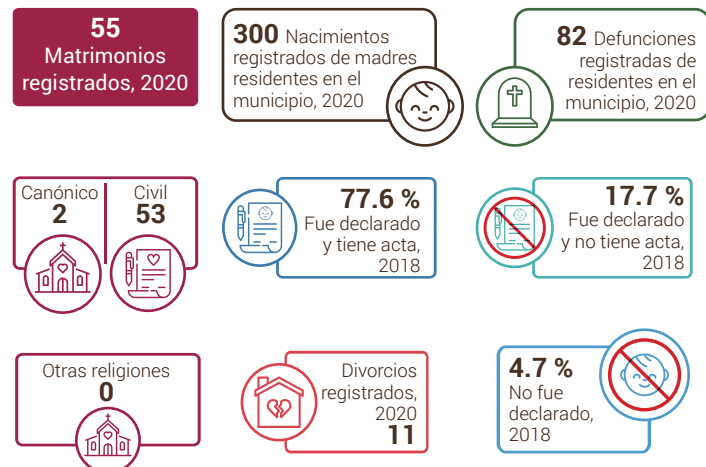 55
Matrimonios
registrados, 2020
300 Nacimientos
registrados de madres
residentes en el
municipio, 2020
82 Defunciones
registradas de
residentes en el
municipio, 2020
Canónico
2
Civil
53
77.6 %
Fue declarado
y tiene acta,
2018
17.7 %
Fue declarado
y no tiene acta,
2018
Otras religiones
0
Divorcios
registrados,
2020
11
4.7 %
No fue
declarado,
2018